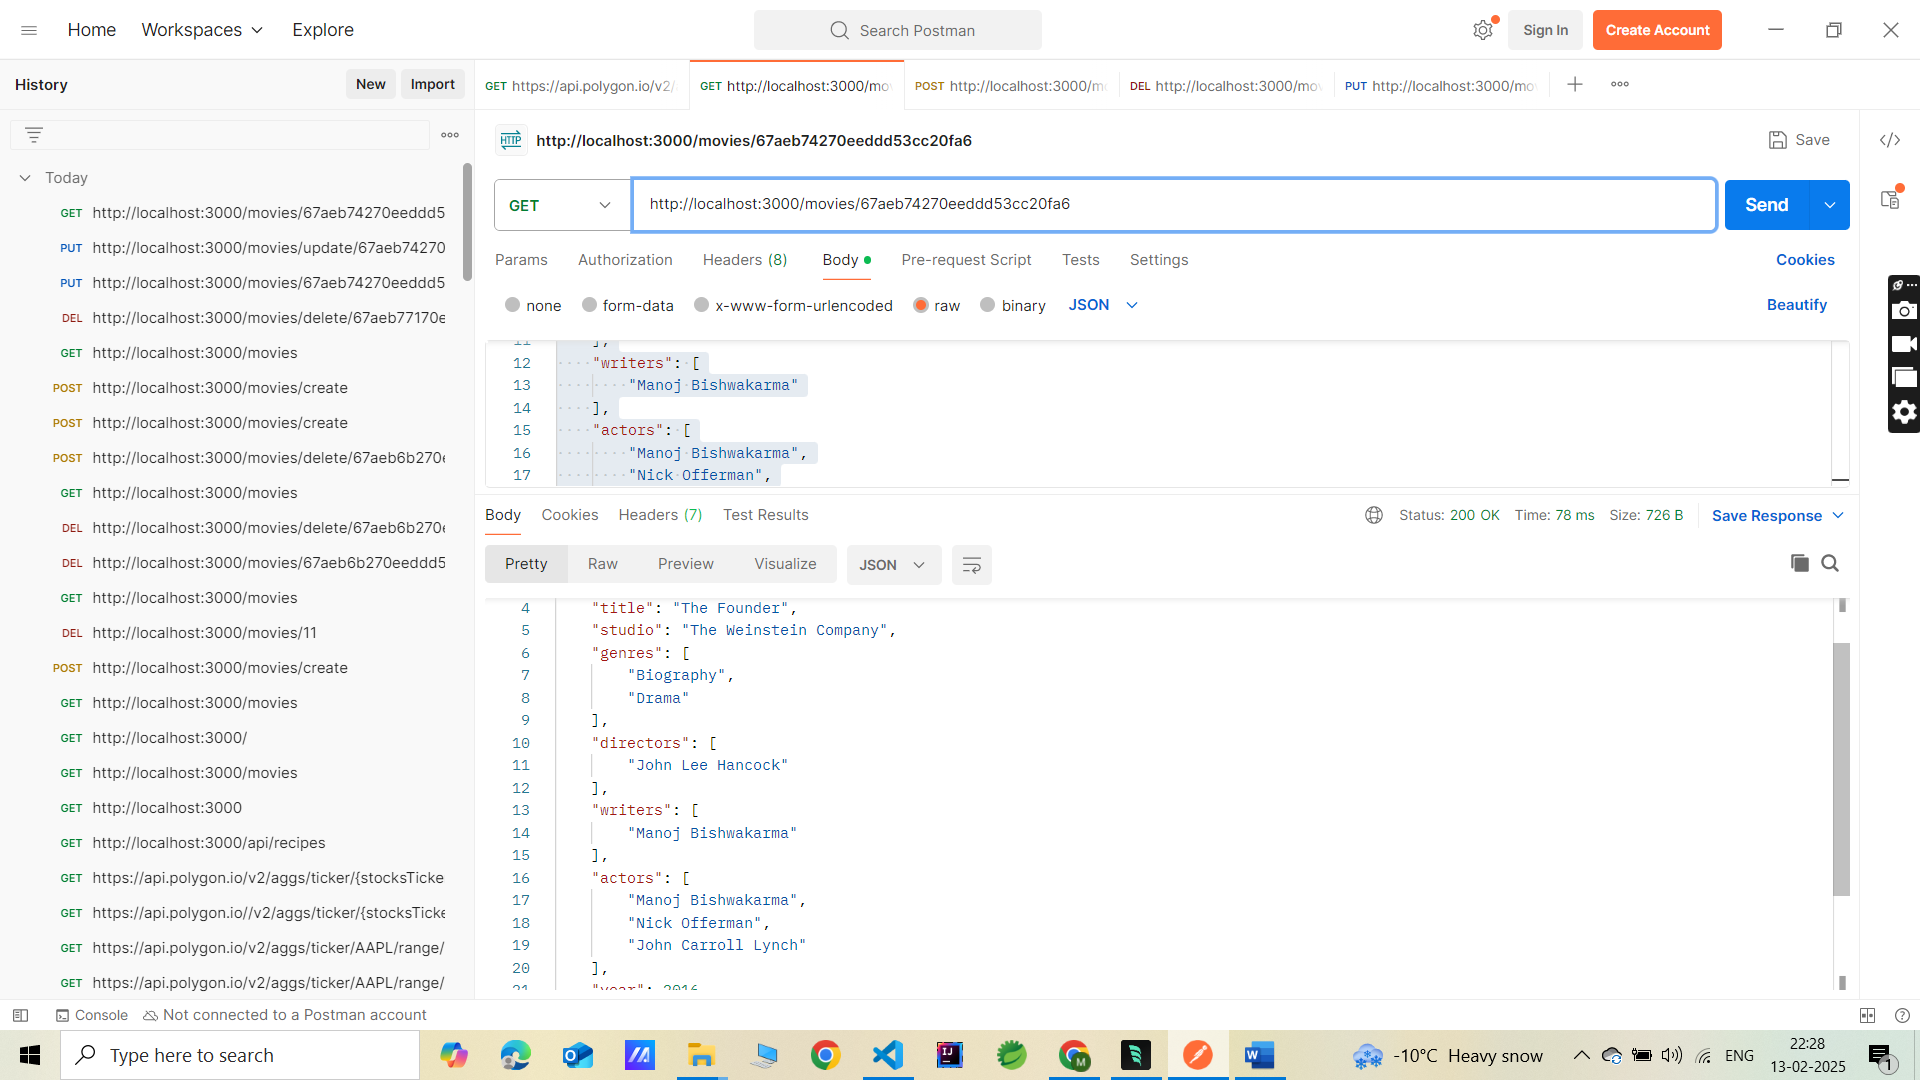 Home
Workspaces
Explore
Search Postman
Sign In
Create Account
History
New
Import
GET https://api.polygon.io/v2/
GET http://localhost:3000/mo
POST http://localhost:3000/m
DEL http://localhost:3000/mo
PUT http://localhost:3000/mo
HTTP
http://localhost:3000/movies/67aeb74270eeddd53cc20fa6
Save
GET
http://localhost:3000/movies/67aeb74270eeddd53cc20fa6
Send
Params
Authorization
Headers (8)
Body
Pre-request Script
Tests
Settings
Cookies
none
form-data
x-www-form-urlencoded
raw
binary
JSON
Beautify
Today
GET http://localhost:3000/movies/67aeb74270eeddd5
PUT http://localhost:3000/movies/update/67aeb74270
PUT http://localhost:3000/movies/67aeb74270eeddd5
DEL http://localhost:3000/movies/delete/67aeb77170e
GET http://localhost:3000/movies
POST http://localhost:3000/movies/create
POST http://localhost:3000/movies/create
POST http://localhost:3000/movies/delete/67aeb6b270e
GET http://localhost:3000/movies
DEL http://localhost:3000/movies/delete/67aeb6b270e
DEL http://localhost:3000/movies/67aeb6b270eeddd5
GET http://localhost:3000/movies
DEL http://localhost:3000/movies/11
POST http://localhost:3000/movies/create
GET http://localhost:3000/movies
GET http://localhost:3000/
GET http://localhost:3000/movies
GET http://localhost:3000
GET http://localhost:3000/api/recipes
GET https://api.polygon.io/v2/aggs/ticker/{stocksTicke
GET https://api.polygon.io//v2/aggs/ticker/{stocksTicke
GET https://api.polygon.io/v2/aggs/ticker/AAPL/range/
GET https://api.polygon.io/v2/aggs/ticker/AAPL/range/
11 ],
12 "writers": [
13 "Manoj Bishwakarma"
14 ],
15 "actors": [
16 "Manoj Bishwakarma",
17 "Nick Offerman",
Body
Cookies
Headers (7)
Test Results
Status: 200 OK
Time: 78 ms
Size: 726 B
Save Response
Pretty
Raw
Preview
Visualize
JSON
4 "title": "The Founder",
5 "studio": "The Weinstein Company",
6 "genres": [
7 "Biography",
8 "Drama"
9 ],
10 "directors": [
11 "John Lee Hancock"
12 ],
13 "writers": [
14 "Manoj Bishwakarma"
15 ],
16 "actors": [
17 "Manoj Bishwakarma",
18 "Nick Offerman",
19 "John Carroll Lynch"
20 ],
21 "year": 2016
Console
Not connected to a Postman account
Type here to search
-10°C Heavy snow
ENG
22:28
13-02-2025
1